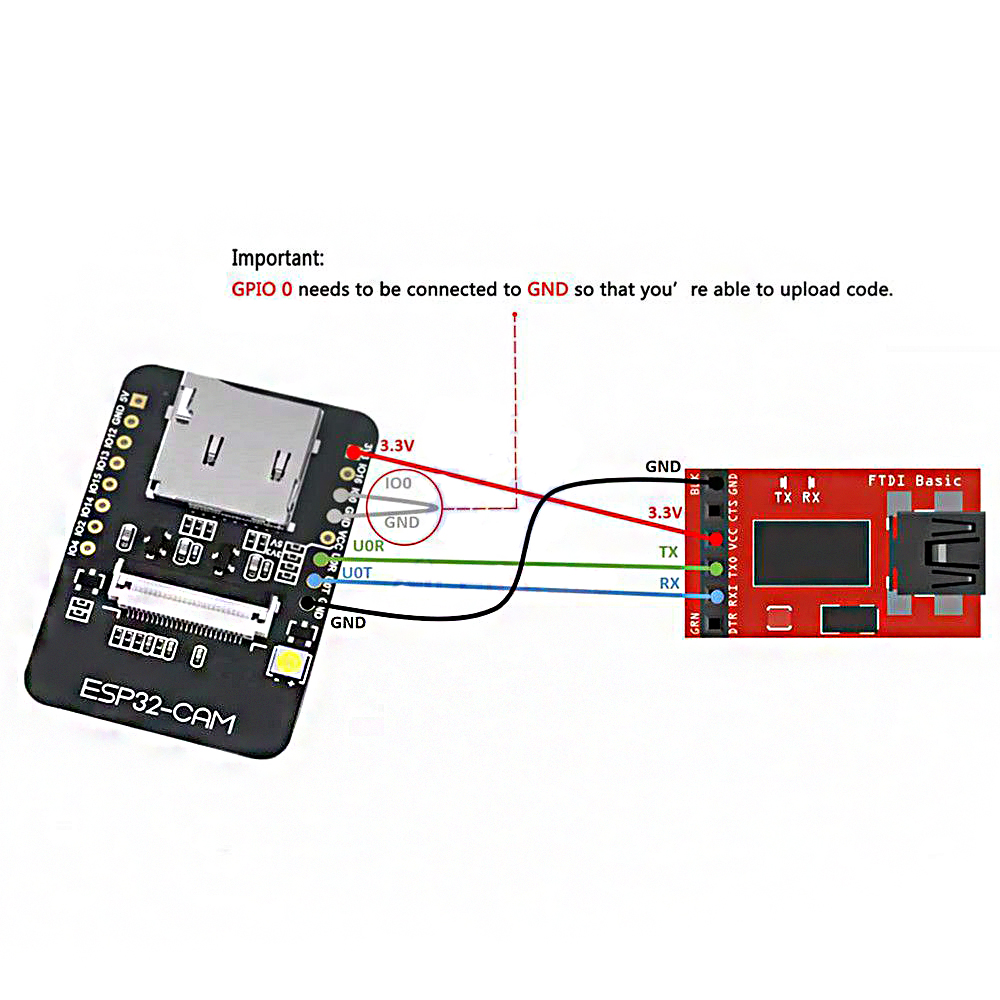 Important:
GPIO 0 needs to be connected to GND so that you’ re able to upload code.
5V
GND
IO12
IO13
IO15
IO14
IO2
IO4
3.3V
IO16
IO0
GND
VCC
U0R
U0T
GND
ESP32-CAM
GND
3.3V
TX
RX
BLK
GRN
GND
CTS
VCC
TXO
RXI
DTR
TX RX
FTDI Basic